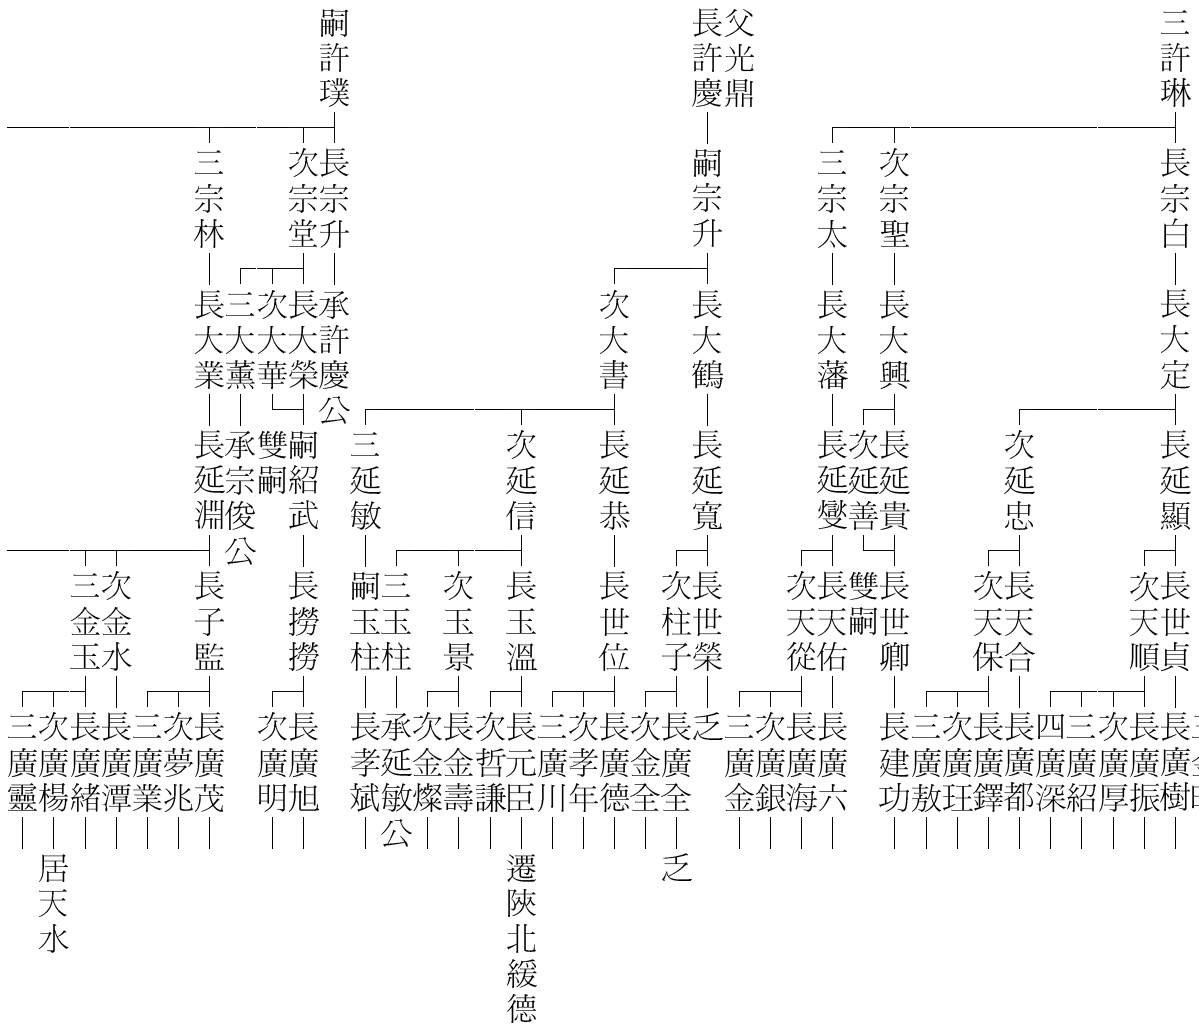 三許琳
父光鼎
長許慶
嗣許璞
長宗白
次宗聖
三宗太
嗣宗升
長宗升
次宗堂
三宗林
長大定
長大興
長大藩
長大鶴
次大書
承許慶公
長大榮
次大華
三大薰
長大業
長延顯
次延忠
長延貴
次延善
長延燮
長延寬
長延恭
次延信
三延敏
嗣紹武
雙嗣
承宗俊公
長延淵
長世貞
次天順
長天合
次天保
長世卿
雙嗣
長天佑
次天從
長世榮
次柱子
長世位
長玉溫
次玉景
三玉柱
嗣玉柱
長撈撈
長子監
次金水
三金玉
長廣樹
長廣振
次廣厚
三廣紹
四廣深
長廣都
長廣鐸
次廣玨
三廣敖
長建功
長廣六
長廣海
次廣銀
三廣金
乏
長廣全
次金全
長廣德
次孝年
三廣川
長元臣
次哲謙
長金壽
次金燦
承延敏公
長孝斌
長廣旭
次廣明
長廣茂
次夢兆
三廣業
長廣潭
長廣緒
次廣楊
三廣靈
乏
遷陝北緩德
居天水